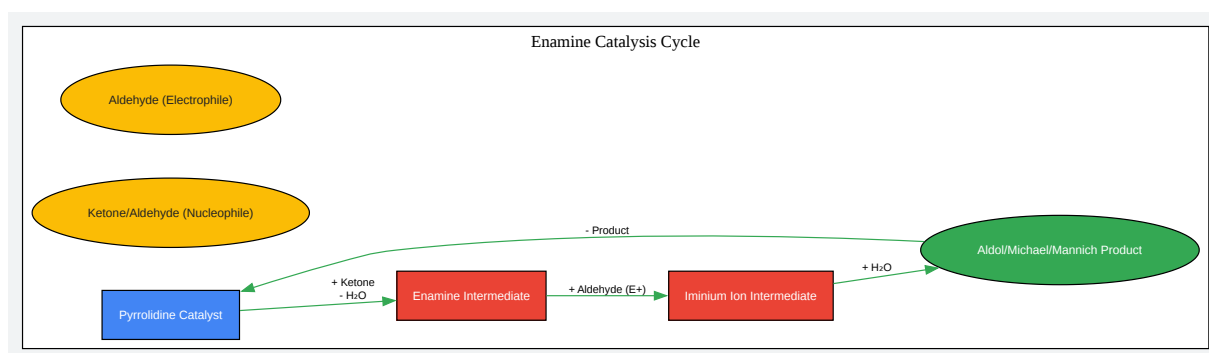 Enamine Catalysis Cycle
Aldehyde (Electrophile)
Ketone/Aldehyde (Nucleophile)
- Product
Aldol/Michael/Mannich Product
+ H₂O
+ Ketone
- H₂O
+ Aldehyde (E+)
Enamine Intermediate
Iminium Ion Intermediate
Pyrrolidine Catalyst